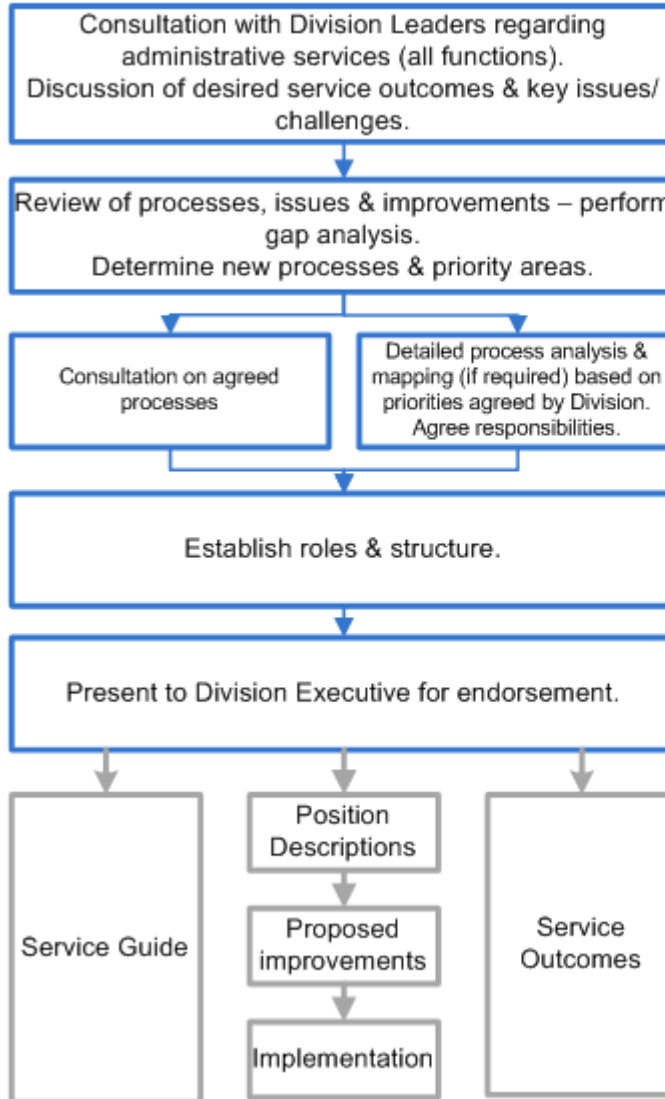 Consultation with Division Leaders regarding
administrative services (all functions).
Discussion of desired service outcomes & key issues/
challenges.
Review of processes, issues & improvements – perform
gap analysis.
Determine new processes & priority areas.
Consultation on agreed
processes
Detailed process analysis &
mapping (if required) based on
priorities agreed by Division.
Agree responsibilities.
Establish roles & structure.
Present to Division Executive for endorsement.
Service Guide
Position
Descriptions
Proposed
improvements
Implementation
Service
Outcomes